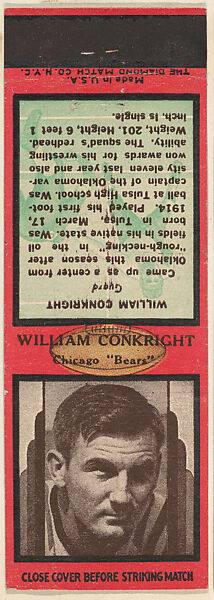 Made in U.S.A.
THE DIAMOND MATCH CO. N.Y.C.
WILLIAM CONKRIGHT
Guard
Came up as a center from
Oklahoma this season after
"rough-necking" in the oil
fields in his native state. Was
born in Tulsa, March 17,
1914. Played his first foot-
ball at Tulsa High school. Was
captain of the Oklahoma var-
sity eleven last year and also
won awards for his wrestling
ability. The squad's redhead.
Weight, 201. Height, 6 feet 1
inch. Is single.
WILLIAM CONKRIGHT
Chicago "Bears"
CLOSE COVER BEFORE STRIKING MATCH